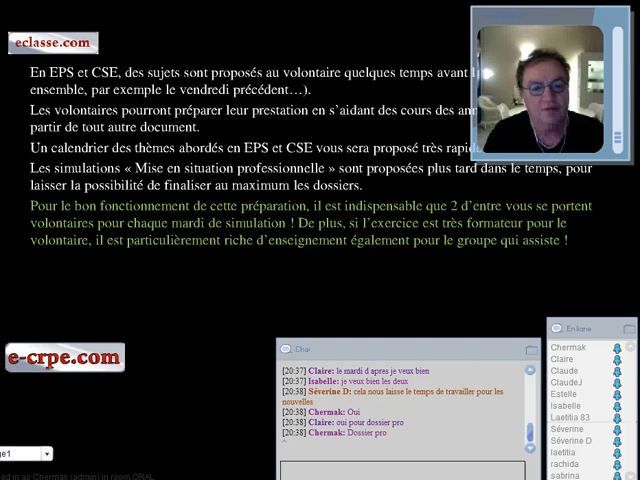 eclasse.com
En EPS et CSE, des sujets sont proposés au volontaire quelques temps avant l
ensemble, par exemple le vendredi précédent…).
Les volontaires pourront préparer leur prestation en s’aidant des cours des an
partir de tout autre document.
Un calendrier des thèmes abordés en EPS et CSE vous sera proposé très
Les simulations « Mise en situation professionnelle » sont proposées plus tard dans le temps, pour
laisser la possibilité de finaliser au maximum les dossiers.
Pour le bon fonctionnement de cette préparation, il est indispensable que 2 d’entre vous se portent
volontaires pour chaque mardi de simulation ! De plus, si l’exercice est très formateur pour le
volontaire, il est particulièrement riche d’enseignement également pour le groupe qui assiste !
e-crpe.com
Chat
[20:37] Claire: le mardi d apres je veux bien
[20:37] Isabelle: je veux bien les deux
[20:38] Séverine D: cela nous laisse le temps de travailler pour les
nouvelles
[20:38] Chermak: Oui
[20:38] Claire: oui pour dossier pro
[20:38] Chermak: Dossier pro
En ligne
Chermak
Claire
Claude
ClaudeJ
Estelle
Isabelle
Laetitia 83
Séverine
Séverine D
laetitia
rachida
sabrina
ge1
ed in as Chermak (admin) in room ORAL